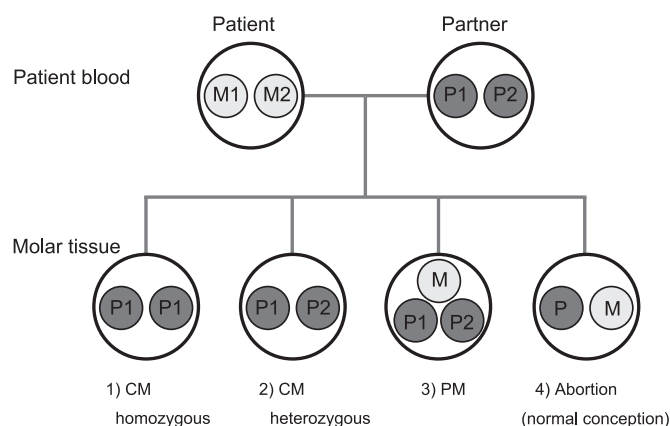 Patient Partner
Patient blood
M1 M2 P1 P2
Molar tissue
P1 P1 P1 P2 M P1 P2 P M
1) CM 2) CM 3) PM 4) Abortion
homozygous heterozygous (normal conception)